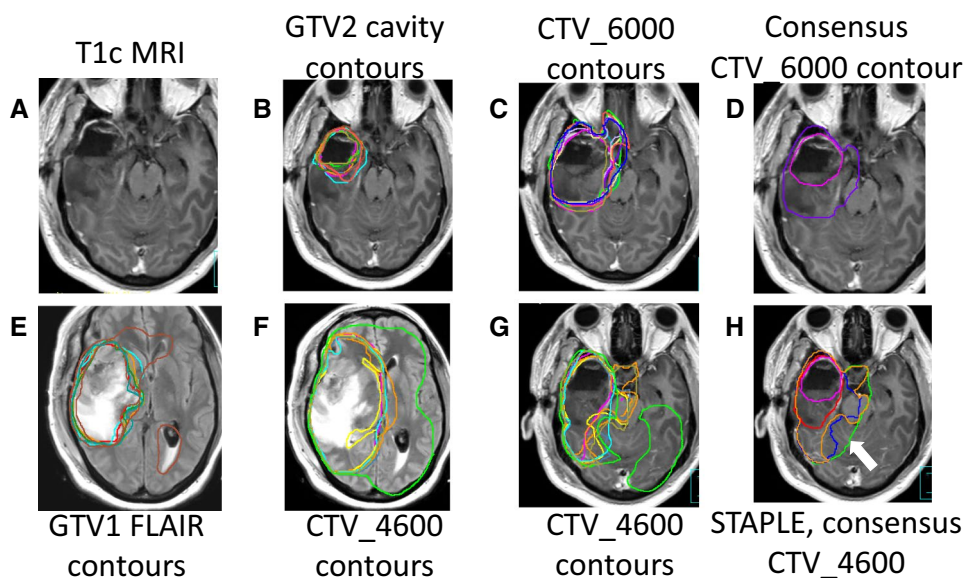 T1c MRI
GTV2 cavity
contours
CTV_6000
contours
Consensus
CTV_6000 contour
A
B
C
D
E
F
G
H
GTV1 FLAIR
contours
CTV_4600
contours
CTV_4600
contours
STAPLE, consensus
CTV_4600